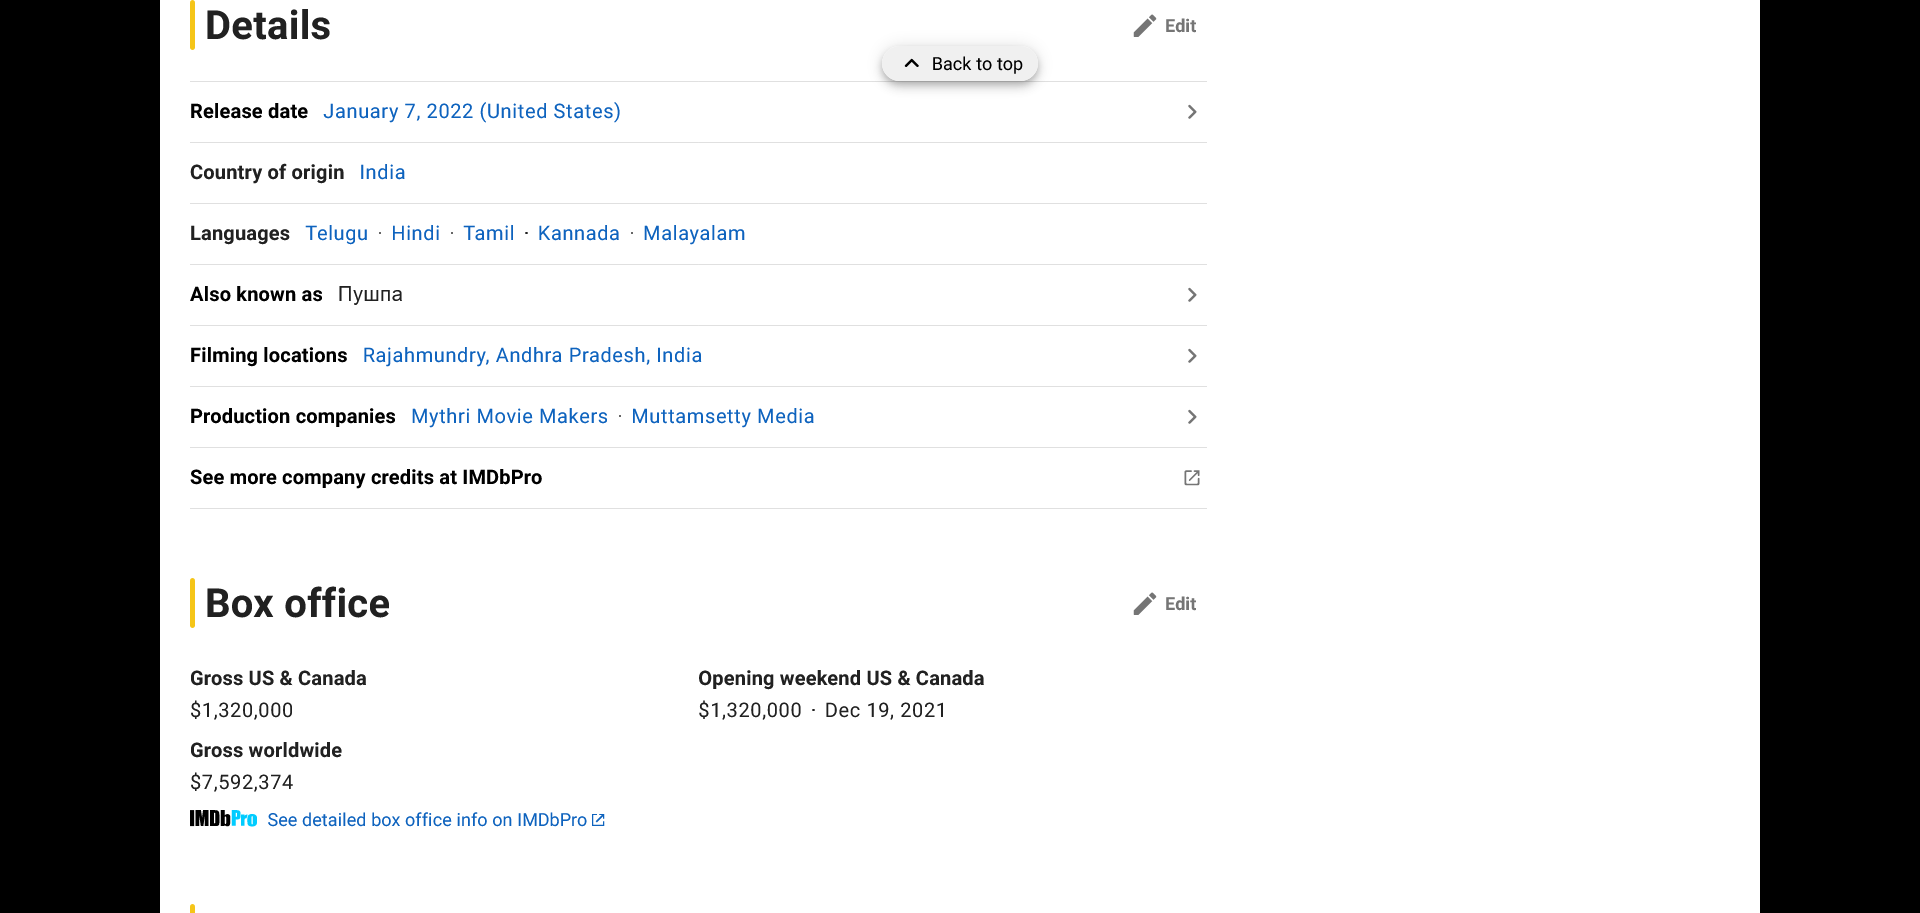 Details
Edit
Back to top
Release date January 7, 2022 (United States)
Country of origin India
Languages Telugu · Hindi · Tamil · Kannada · Malayalam
Also known as Пушпа
Filming locations Rajahmundry, Andhra Pradesh, India
Production companies Mythri Movie Makers · Muttamsetty Media
See more company credits at IMDbPro
Box office
Edit
Gross US & Canada
$1,320,000
Opening weekend US & Canada
$1,320,000 · Dec 19, 2021
Gross worldwide
$7,592,374
IMDbPro See detailed box office info on IMDbPro